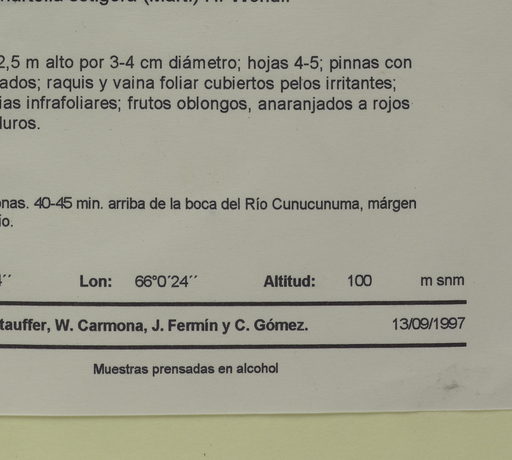 2,5 m alto por 3-4 cm diámetro; hojas 4-5; pinnas con
ados; raquis y vaina foliar cubiertos pelos irritantes;
ias infrafoliares; frutos oblongos, anaranjados a rojos
duros.
onas. 40-45 min. arriba de la boca del Río Cunucunuma, márgen
ío.
Lon: 66°0´24´´ Altitud: 100 m snm
tauffer, W. Carmona, J. Fermín y C. Gómez. 13/09/1997
Muestras prensadas en alcohol